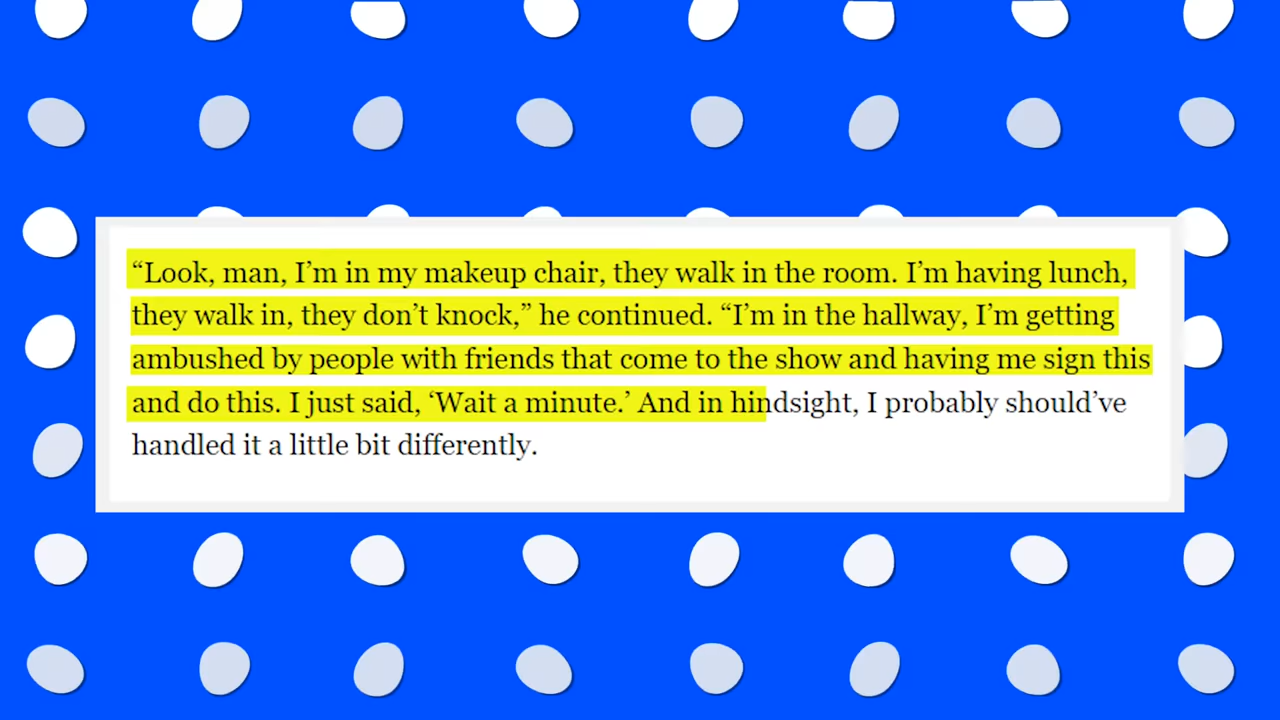 “Look, man, I’m in my makeup chair, they walk in the room. I’m having lunch,
they walk in, they don’t knock,” he continued. “I’m in the hallway, I’m getting
ambushed by people with friends that come to the show and having me sign this
and do this. I just said, ‘Wait a minute.’ And in hindsight, I probably should’ve
handled it a little bit differently.